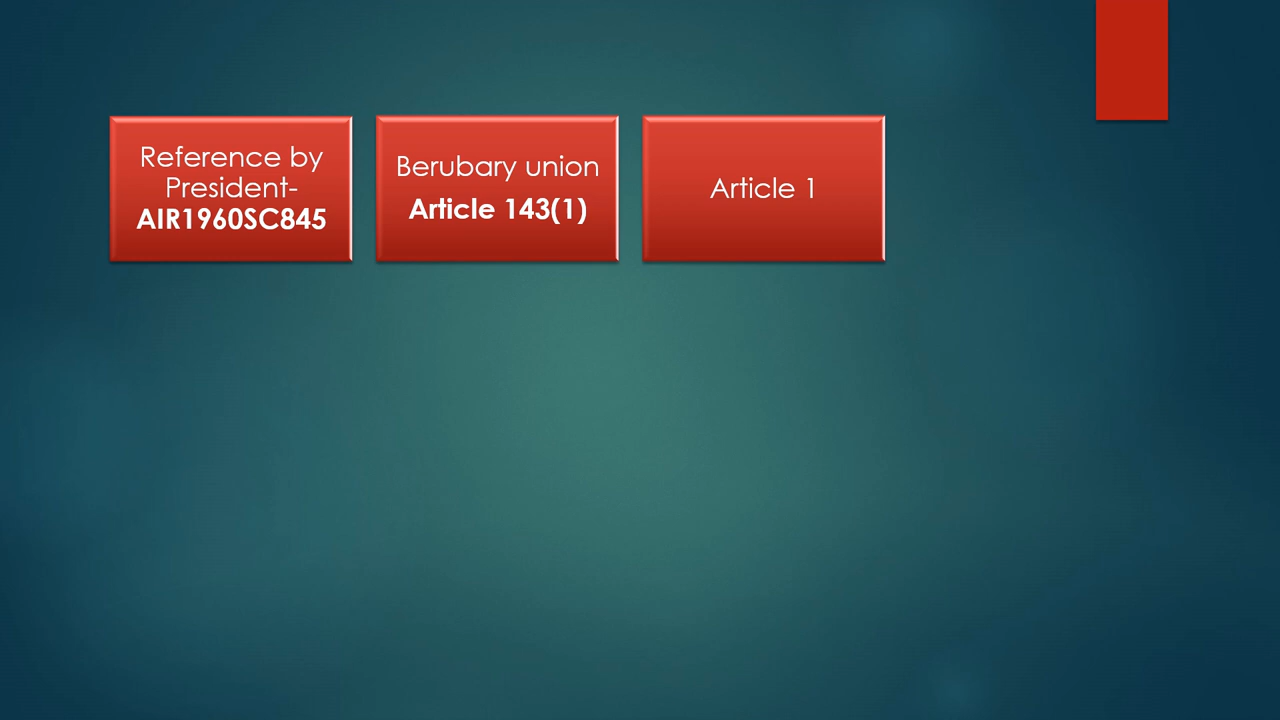 Reference by
President-
AIR1960SC845
Berubary union
Article 143(1)
Article 1